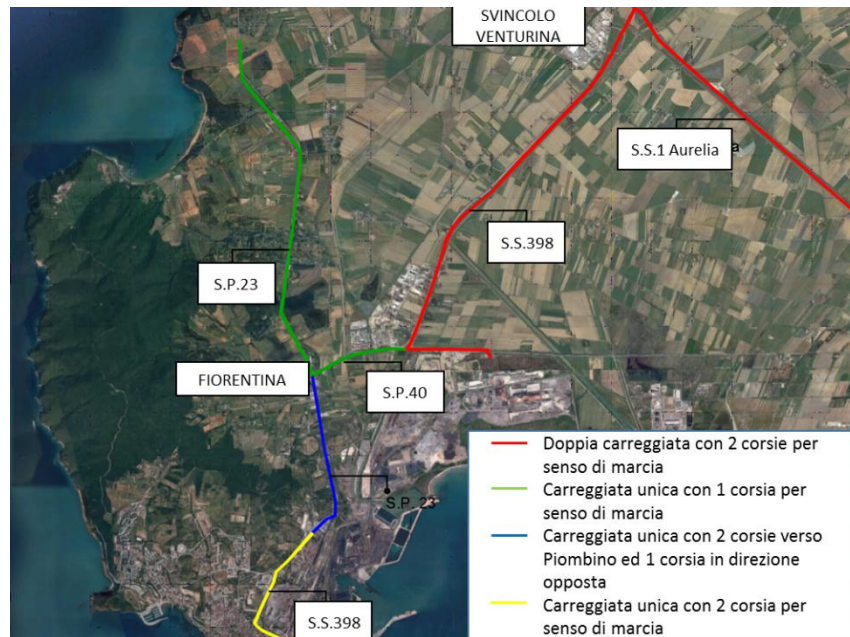 SVINCOLO
VENTURINA
S.S.1 Aurelia
a
S.S.398
S.P.23
FIORENTINA
S.P.40
S.P. 23
S.S.398
Doppia carreggiata con 2 corsie per
senso di marcia
Carreggiata unica con 1 corsia per
senso di marcia
Carreggiata unica con 2 corsie verso
Piombino ed 1 corsia in direzione
opposta
Carreggiata unica con 2 corsia per
senso di marcia